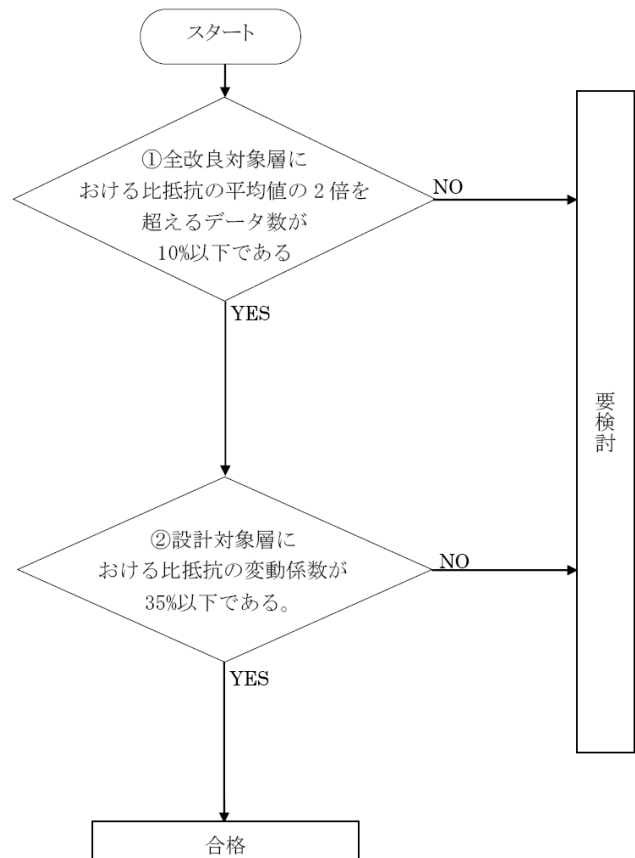 スタート
①全改良対象層に
おける比抵抗の平均値の2倍を
超えるデータ数が
10%以下である
NO
YES
要検討
②設計対象層に
おける比抵抗の変動係数が
35%以下である。
NO
YES
合格